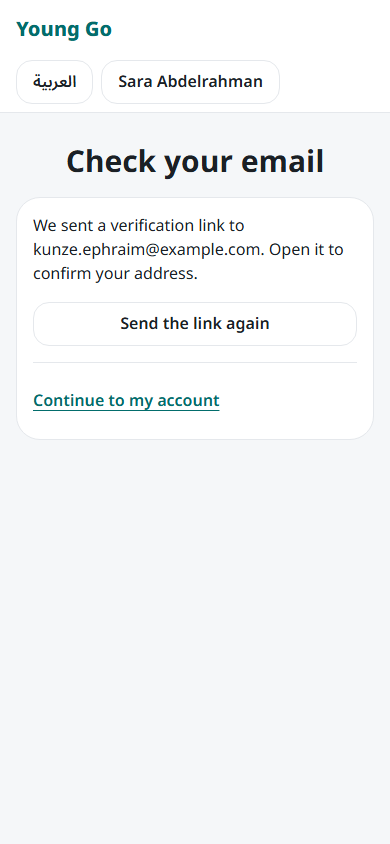 Young Go
العربية
Sara Abdelrahman
Check your email
We sent a verification link to
kunze.ephraim@example.com. Open it to
confirm your address.
Send the link again
Continue to my account